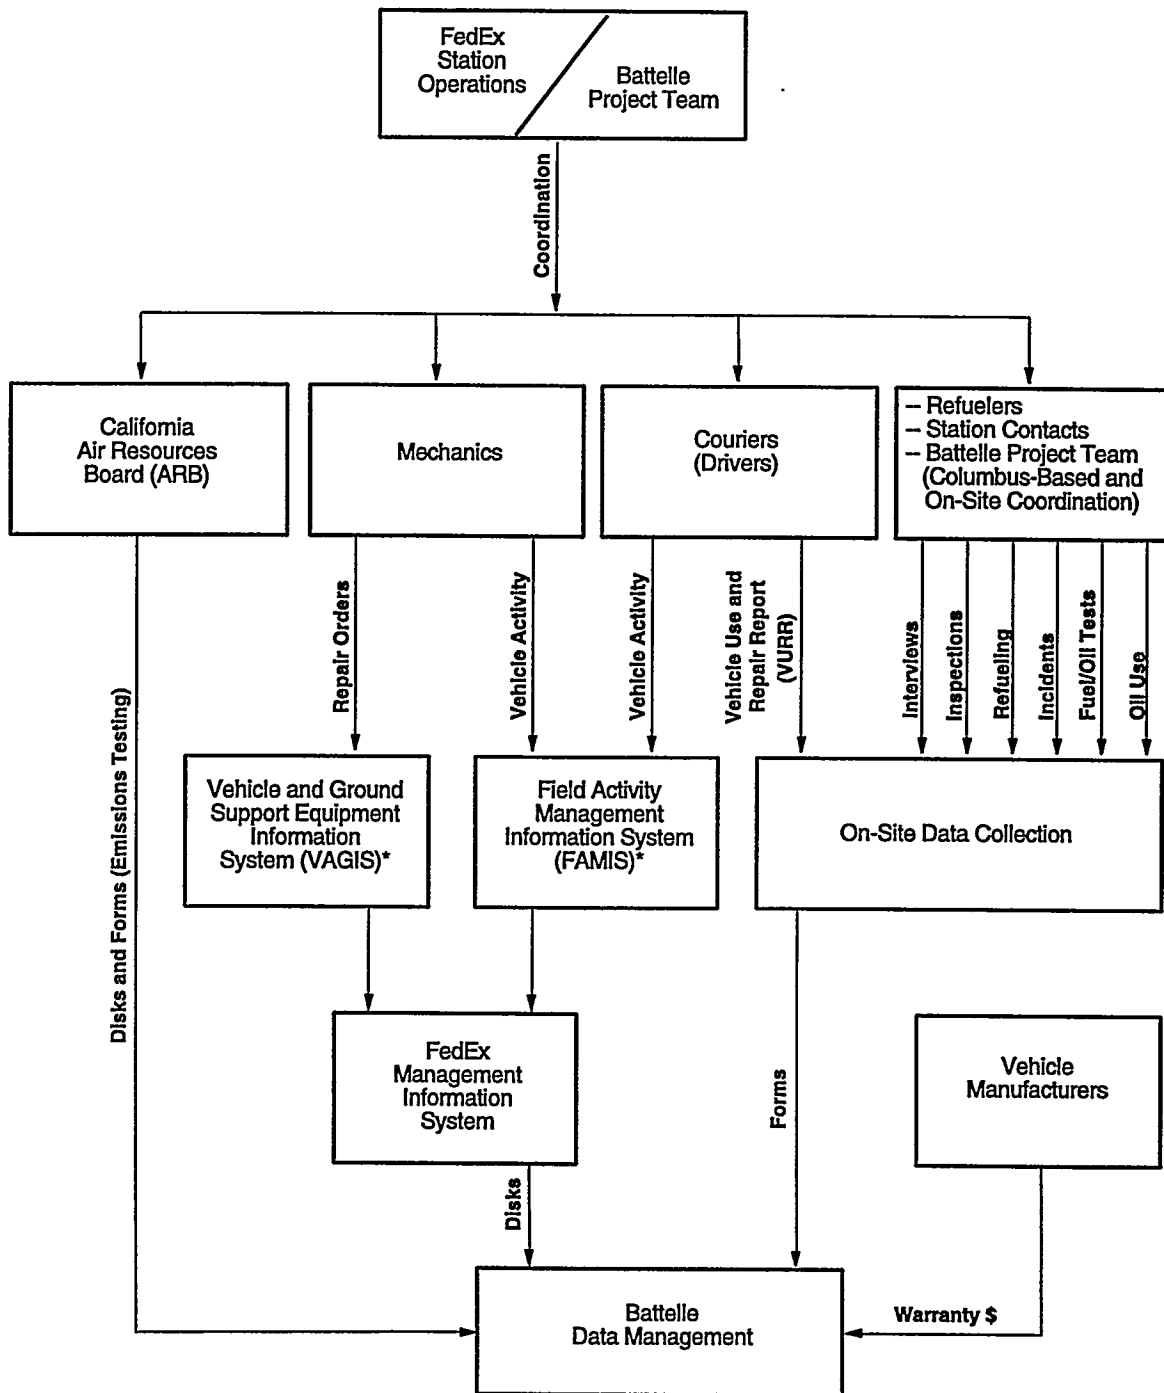 FedEx
Station
Operations
Battelle
Project Team
Coordination
California
Air Resources
Board (ARB)
Mechanics
Couriers
(Drivers)
-- Refuelers
-- Station Contacts
-- Battelle Project Team
(Columbus-Based and
On-Site Coordination)
Disks and Forms (Emissions Testing)
Repair Orders
Vehicle Activity
Vehicle Activity
Vehicle Use and
Repair Report
(VURR)
Interviews
Inspections
Refueling
Incidents
Fuel/Oil Tests
Oil Use
Vehicle and Ground
Support Equipment
Information
System (VAGIS)*
Field Activity
Management
Information System
(FAMIS)*
On-Site Data Collection
FedEx
Management
Information
System
Vehicle
Manufacturers
Disks
Forms
Battelle
Data Management
Warranty $